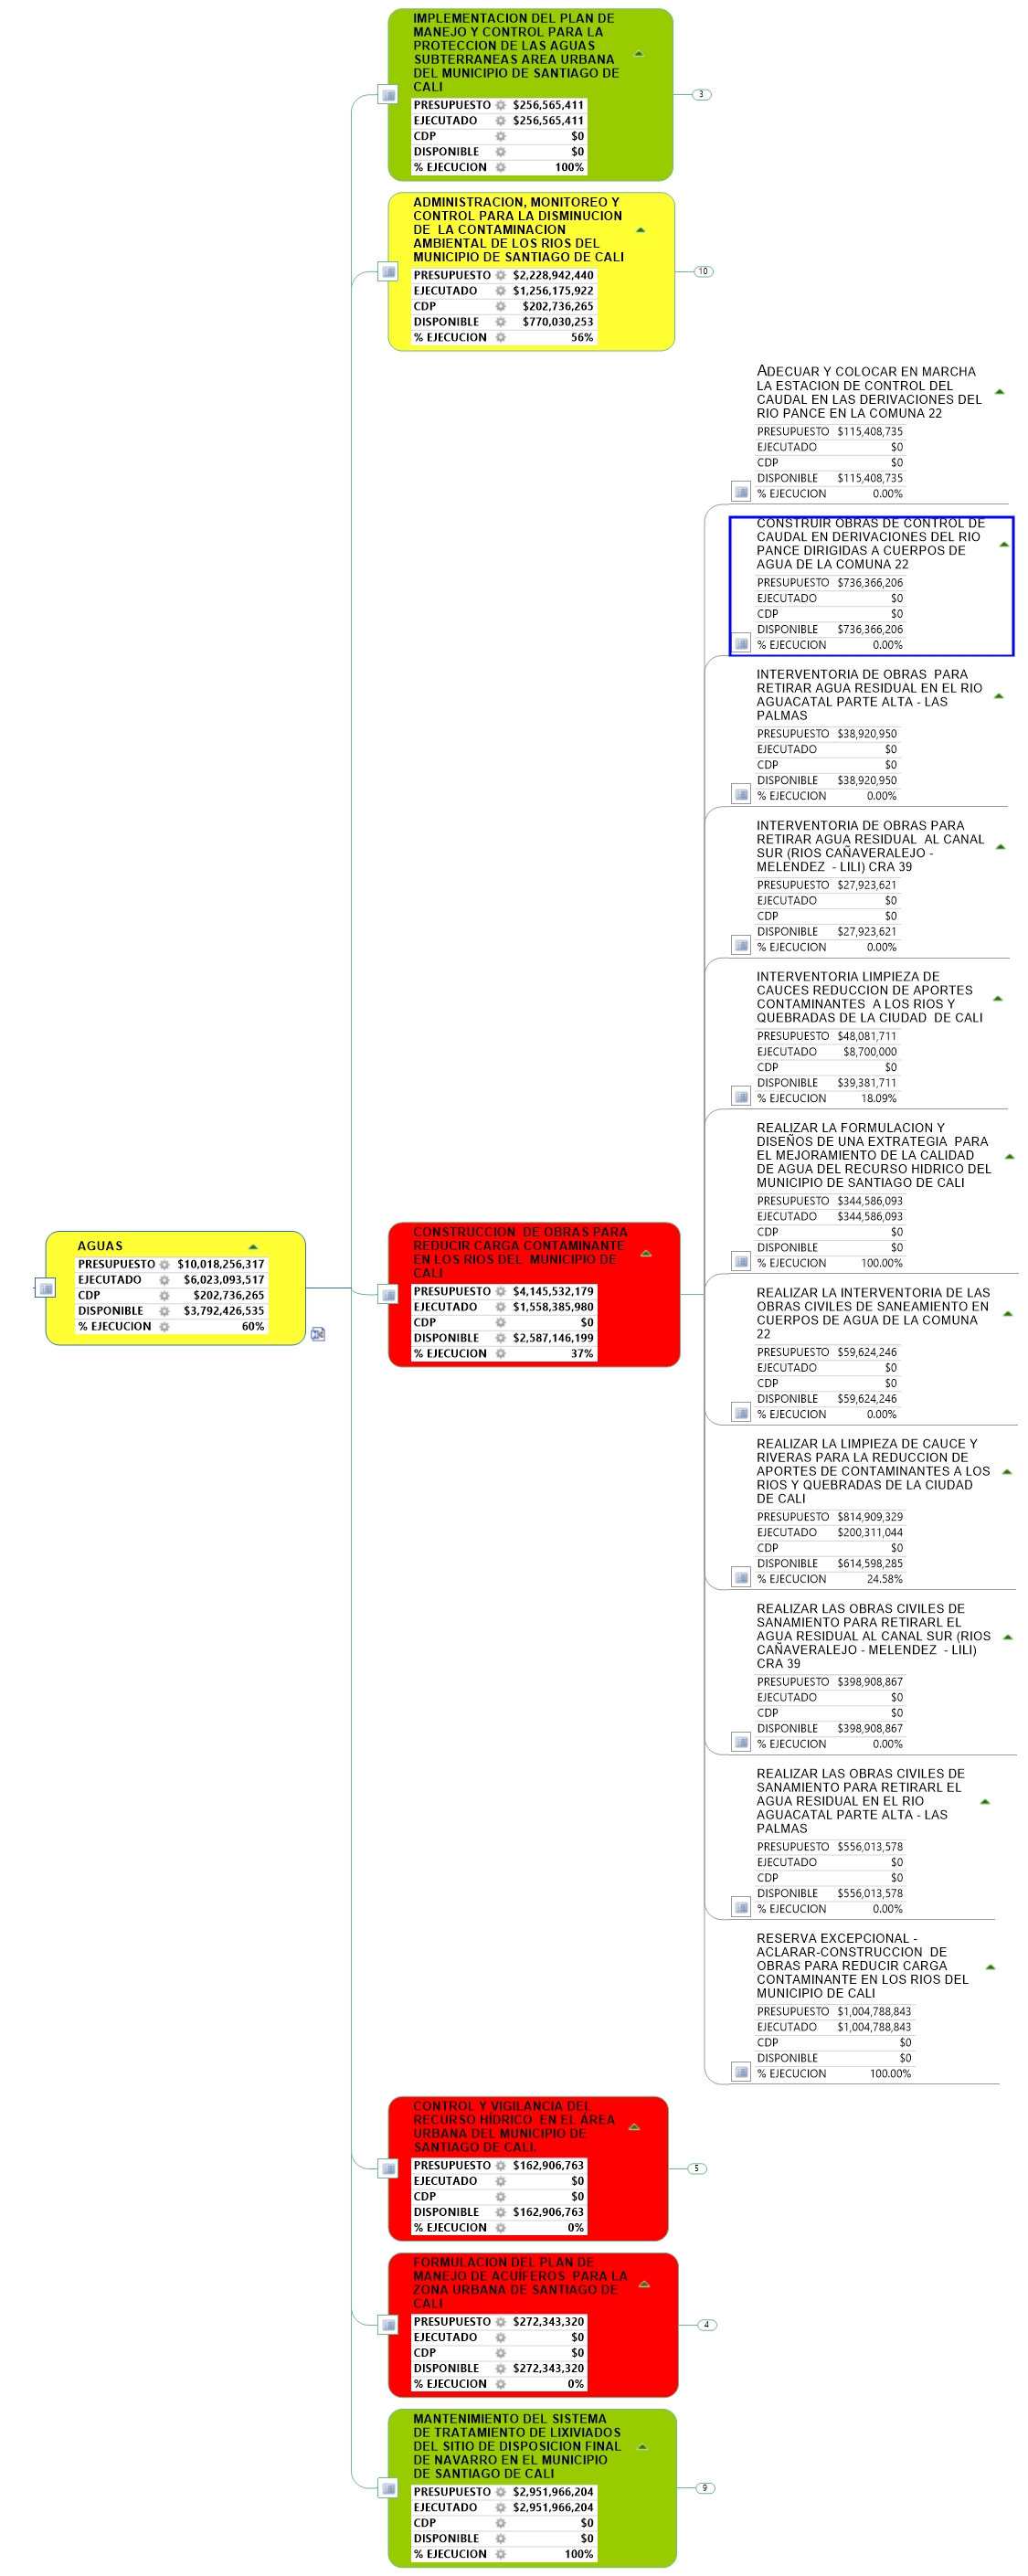 IMPLEMENTACION DEL PLAN DE
MANEJO Y CONTROL PARA LA
PROTECCION DE LAS AGUAS
SUBTERRANEAS AREA URBANA
DEL MUNICIPIO DE SANTIAGO DE
CALI
PRESUPUESTO $256,565,411
EJECUTADO $256,565,411
CDP $0
DISPONIBLE $0
% EJECUCION 100%
3
ADMINISTRACION, MONITOREO Y
CONTROL PARA LA DISMINUCION
DE LA CONTAMINACION
AMBIENTAL DE LOS RIOS DEL
MUNICIPIO DE SANTIAGO DE CALI
PRESUPUESTO $2,228,942,440
EJECUTADO $1,256,175,922
CDP $202,736,265
DISPONIBLE $770,030,253
% EJECUCION 56%
10
ADECUAR Y COLOCAR EN MARCHA
LA ESTACION DE CONTROL DEL
CAUDAL EN LAS DERIVACIONES DEL
RIO PANCE EN LA COMUNA 22
PRESUPUESTO $115,408,735
EJECUTADO $0
CDP $0
DISPONIBLE $115,408,735
% EJECUCION 0.00%
CONSTRUIR OBRAS DE CONTROL DE
CAUDAL EN DERIVACIONES DEL RIO
PANCE DIRIGIDAS A CUERPOS DE
AGUA DE LA COMUNA 22
PRESUPUESTO $736,366,206
EJECUTADO $0
CDP $0
DISPONIBLE $736,366,206
% EJECUCION 0.00%
INTERVENTORIA DE OBRAS PARA
RETIRAR AGUA RESIDUAL EN EL RIO
AGUACATAL PARTE ALTA - LAS
PALMAS
PRESUPUESTO $38,920,950
EJECUTADO $0
CDP $0
DISPONIBLE $38,920,950
% EJECUCION 0.00%
INTERVENTORIA DE OBRAS PARA
RETIRAR AGUA RESIDUAL AL CANAL
SUR (RIOS CAÑAVERALEJO -
MELENDEZ - LILI) CRA 39
PRESUPUESTO $27,923,621
EJECUTADO $0
CDP $0
DISPONIBLE $27,923,621
% EJECUCION 0.00%
INTERVENTORIA LIMPIEZA DE
CAUCES REDUCCION DE APORTES
CONTAMINANTES A LOS RIOS Y
QUEBRADAS DE LA CIUDAD DE CALI
PRESUPUESTO $48,081,711
EJECUTADO $8,700,000
CDP $0
DISPONIBLE $39,381,711
% EJECUCION 18.09%
REALIZAR LA FORMULACION Y
DISEÑOS DE UNA EXTRATEGIA PARA
EL MEJORAMIENTO DE LA CALIDAD
DE AGUA DEL RECURSO HIDRICO DEL
MUNICIPIO DE SANTIAGO DE CALI
PRESUPUESTO $344,586,093
EJECUTADO $344,586,093
CDP $0
DISPONIBLE $0
% EJECUCION 100.00%
AGUAS
PRESUPUESTO $10,018,256,317
EJECUTADO $6,023,093,517
CDP $202,736,265
DISPONIBLE $3,792,426,535
% EJECUCION 60%
CONSTRUCCION DE OBRAS PARA
REDUCIR CARGA CONTAMINANTE
EN LOS RIOS DEL MUNICIPIO DE
CALI
PRESUPUESTO $4,145,532,179
EJECUTADO $1,558,385,980
CDP $0
DISPONIBLE $2,587,146,199
% EJECUCION 37%
REALIZAR LA INTERVENTORIA DE LAS
OBRAS CIVILES DE SANEAMIENTO EN
CUERPOS DE AGUA DE LA COMUNA
22
PRESUPUESTO $59,624,246
EJECUTADO $0
CDP $0
DISPONIBLE $59,624,246
% EJECUCION 0.00%
REALIZAR LA LIMPIEZA DE CAUCE Y
RIVERAS PARA LA REDUCCION DE
APORTES DE CONTAMINANTES A LOS
RIOS Y QUEBRADAS DE LA CIUDAD
DE CALI
PRESUPUESTO $814,909,329
EJECUTADO $200,311,044
CDP $0
DISPONIBLE $614,598,285
% EJECUCION 24.58%
REALIZAR LAS OBRAS CIVILES DE
SANAMIENTO PARA RETIRARL EL
AGUA RESIDUAL AL CANAL SUR (RIOS
CAÑAVERALEJO - MELENDEZ - LILI)
CRA 39
PRESUPUESTO $398,908,867
EJECUTADO $0
CDP $0
DISPONIBLE $398,908,867
% EJECUCION 0.00%
REALIZAR LAS OBRAS CIVILES DE
SANAMIENTO PARA RETIRARL EL
AGUA RESIDUAL EN EL RIO
AGUACATAL PARTE ALTA - LAS
PALMAS
PRESUPUESTO $556,013,578
EJECUTADO $0
CDP $0
DISPONIBLE $556,013,578
% EJECUCION 0.00%
RESERVA EXCEPCIONAL -
ACLARAR-CONSTRUCCION DE
OBRAS PARA REDUCIR CARGA
CONTAMINANTE EN LOS RIOS DEL
MUNICIPIO DE CALI
PRESUPUESTO $1,004,788,843
EJECUTADO $1,004,788,843
CDP $0
DISPONIBLE $0
% EJECUCION 100.00%
CONTROL Y VIGILANCIA DEL
RECURSO HÍDRICO EN EL ÁREA
URBANA DEL MUNICIPIO DE
SANTIAGO DE CALI.
PRESUPUESTO $162,906,763
EJECUTADO $0
CDP $0
DISPONIBLE $162,906,763
% EJECUCION 0%
5
FORMULACION DEL PLAN DE
MANEJO DE ACUÍFEROS PARA LA
ZONA URBANA DE SANTIAGO DE
CALI
PRESUPUESTO $272,343,320
EJECUTADO $0
CDP $0
DISPONIBLE $272,343,320
% EJECUCION 0%
4
MANTENIMIENTO DEL SISTEMA
DE TRATAMIENTO DE LIXIVIADOS
DEL SITIO DE DISPOSICION FINAL
DE NAVARRO EN EL MUNICIPIO
DE SANTIAGO DE CALI
PRESUPUESTO $2,951,966,204
EJECUTADO $2,951,966,204
CDP $0
DISPONIBLE $0
% EJECUCION 100%
9